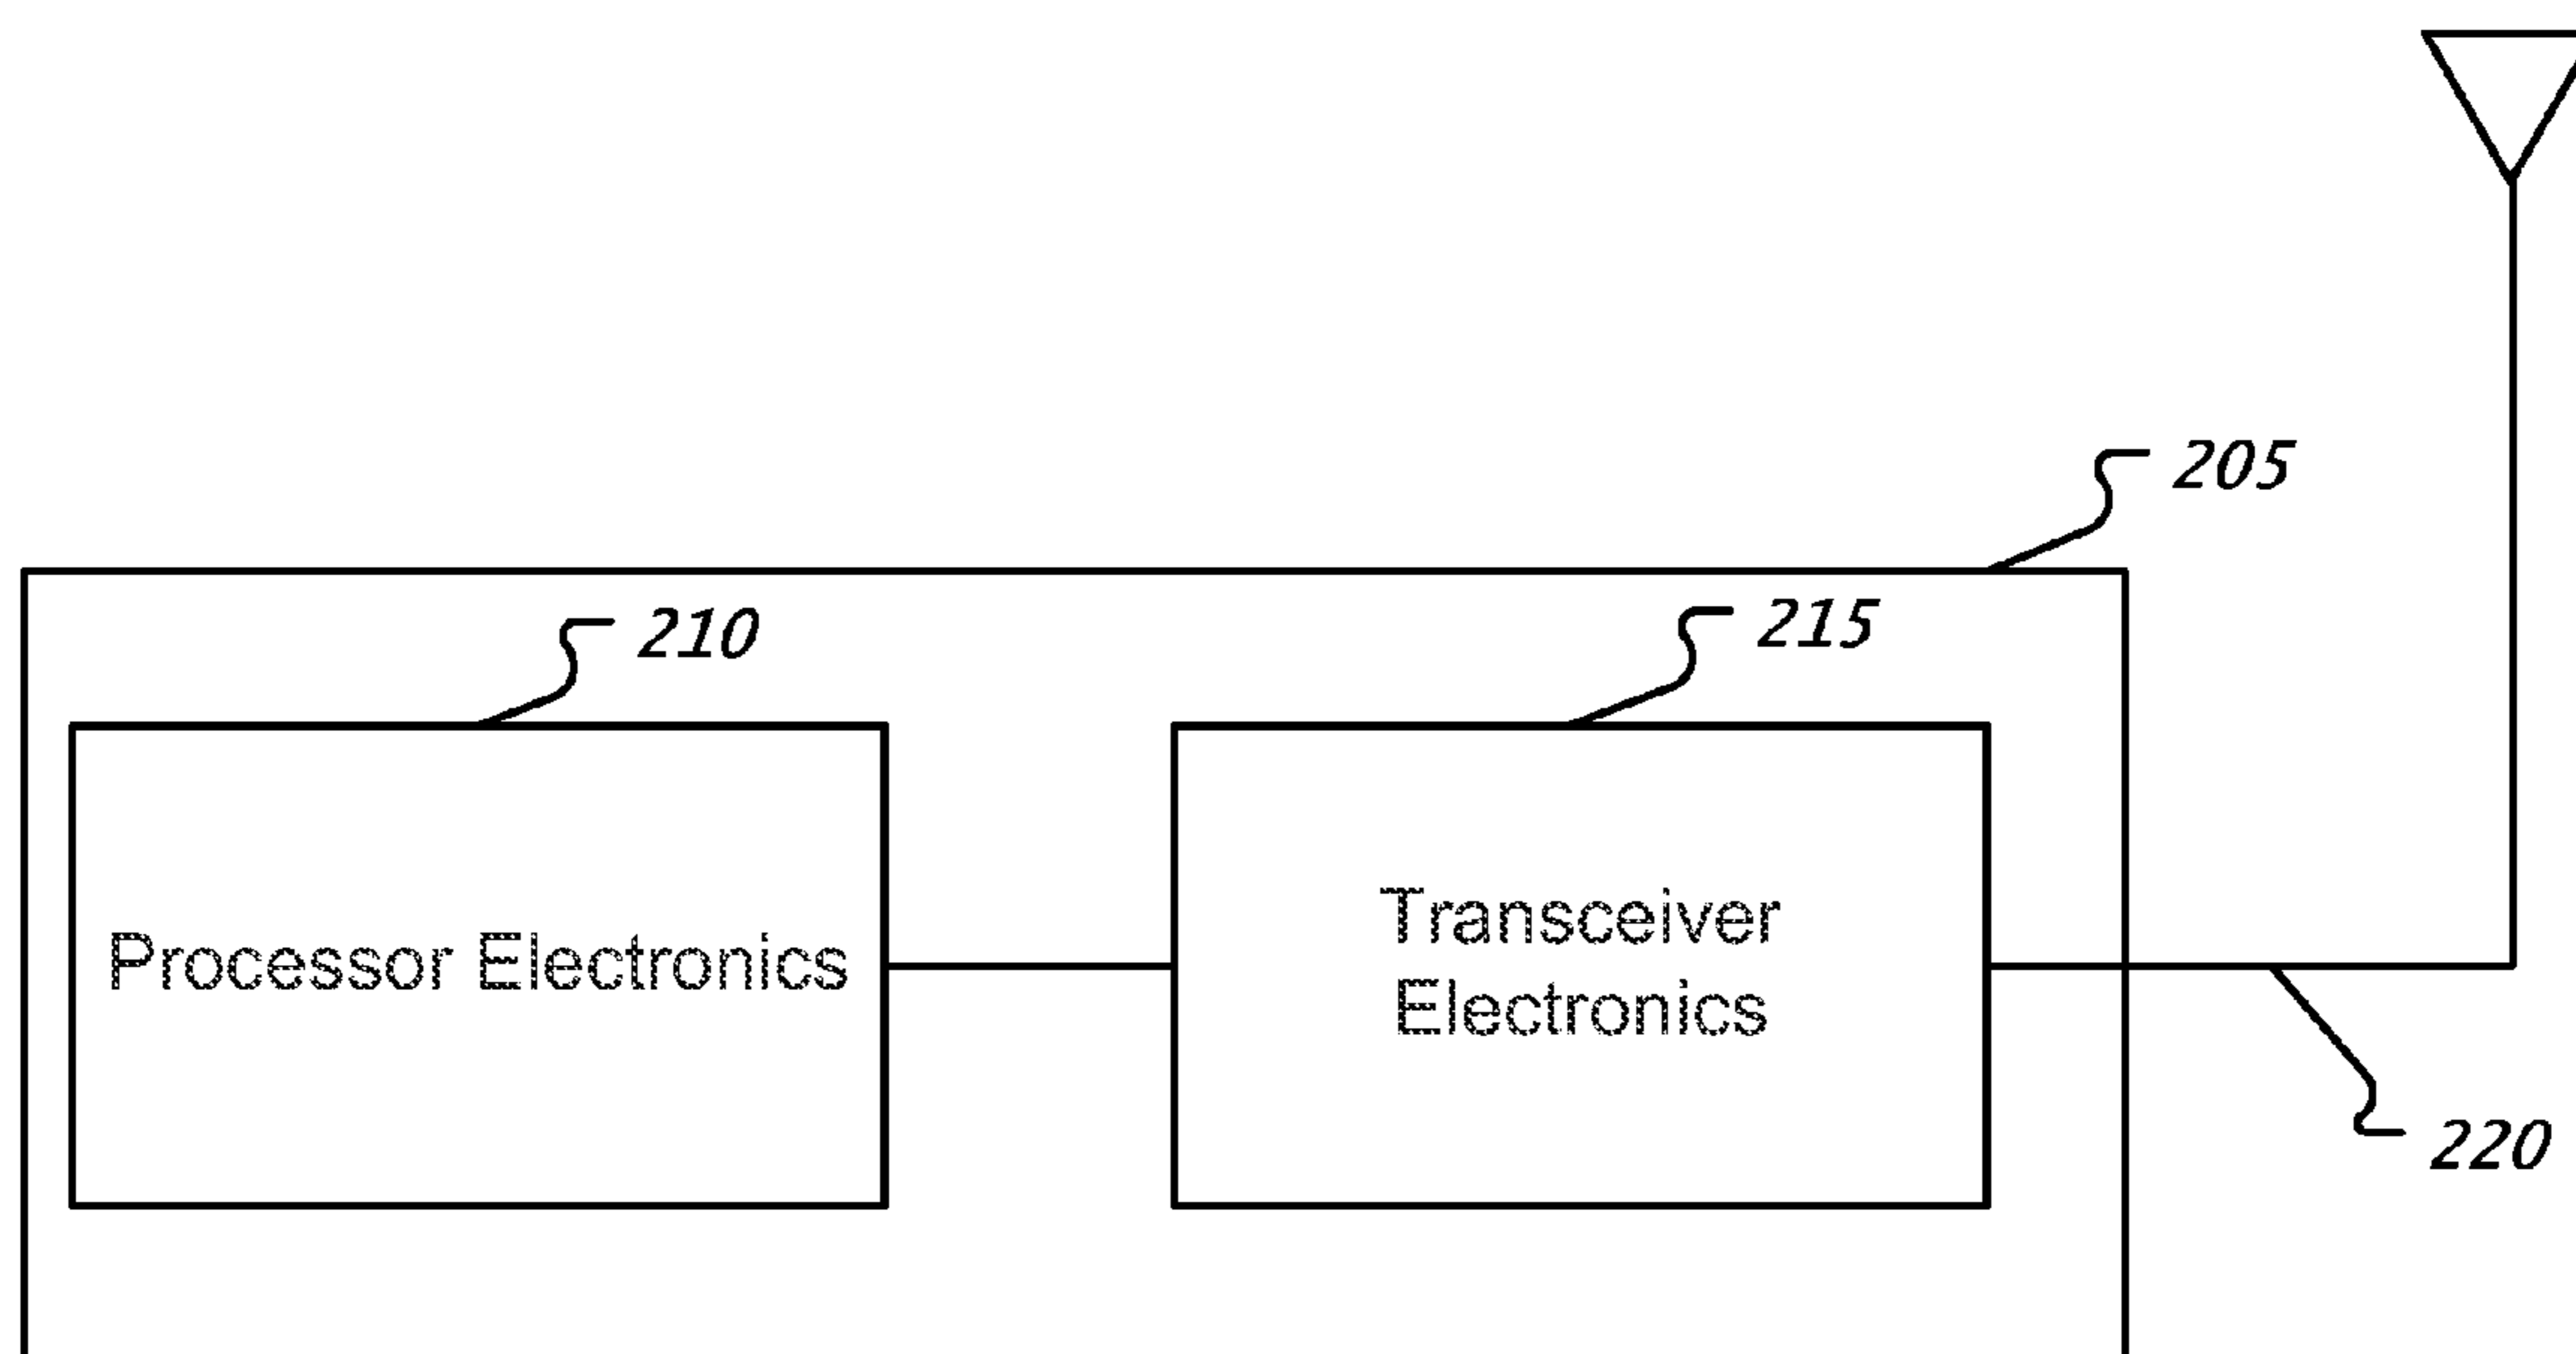 205
210
215
Processor Electronics
Transceiver
Electronics
220